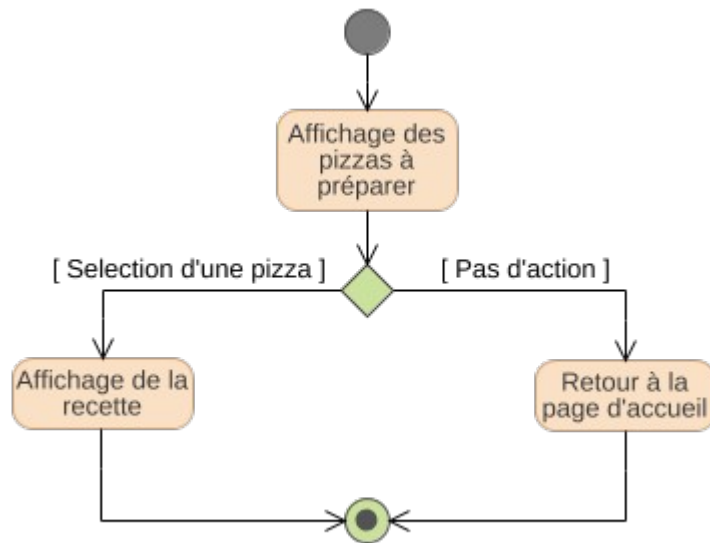 Affichage des
pizzas à
préparer
[ Selection d'une pizza ]
[ Pas d'action ]
Affichage de la
recette
Retour à la
page d'accueil